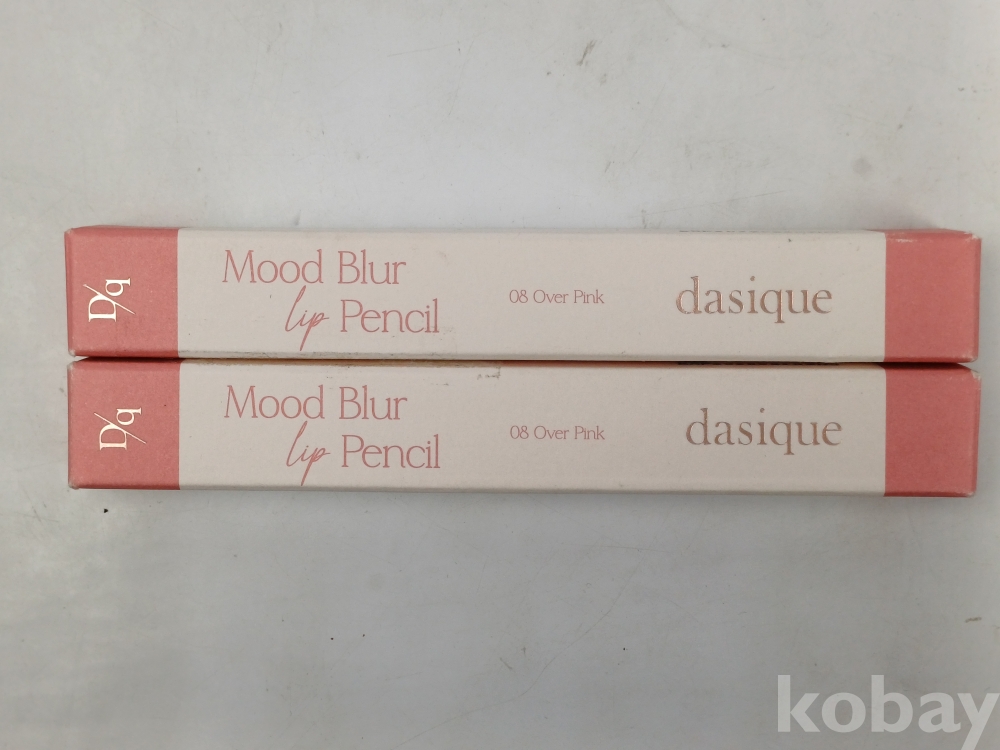 D/q
Mood Blur
lip Pencil
08 Over Pink
dasique
D/q
Mood Blur
lip Pencil
08 Over Pink
dasique
kobay